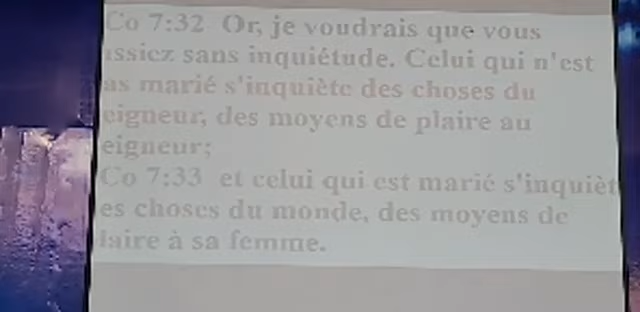 Co 7:32 Or, je voudrais que vous
issiez sans inquiétude. Celui qui n'est
as marié s'inquiète des choses du
eigneur, des moyens de plaire au
eigneur;
Co 7:33 et celui qui est marié s'inquièt
es choses du monde, des moyens de
laire à sa femme.